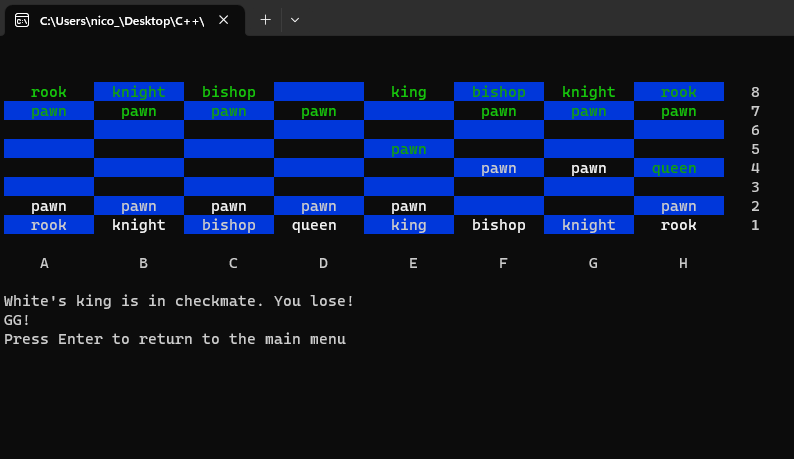 C:\Users\nico_\Desktop\C++\
rook knight bishop king bishop knight rook 8
pawn pawn pawn pawn pawn pawn pawn 7
6
pawn 5
pawn pawn queen 4
3
pawn pawn pawn pawn pawn pawn 2
rook knight bishop queen king bishop knight rook 1
A B C D E F G H
White's king is in checkmate. You lose!
GG!
Press Enter to return to the main menu